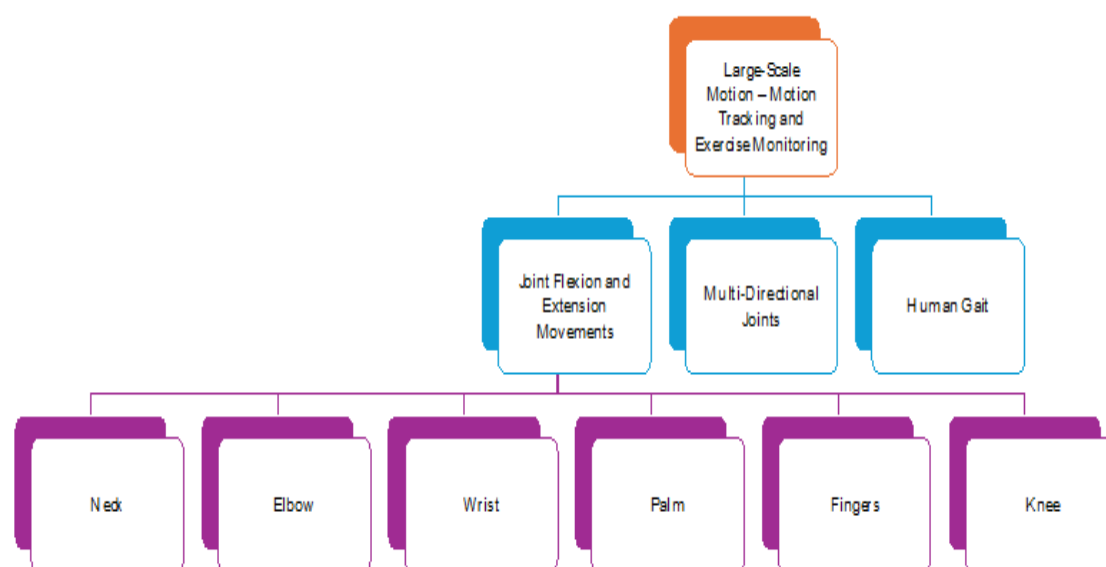 Large-Scale
Motion – Motion
Tracking and
Exercise Monitoring
Joint Flexion and
Extension
Movements
Multi-Directional
Joints
Human Gait
Neck
Elbow
Wrist
Palm
Fingers
Knee